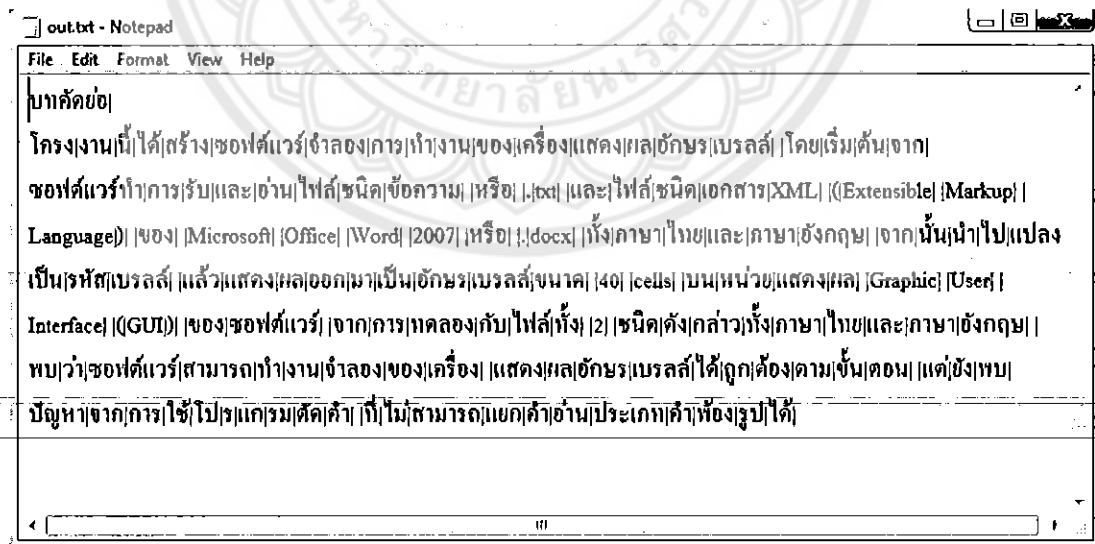 out.txt - Notepad
File Edit Format View Help
บทคัดย่อ|
โครง|งาน|นี้|ได้|สร้าง|ซอฟต์แวร์|จำลอง|การ|ทำ|งาน|ของ|เครื่อง|แสดง|ผล|อักษร|เบรลล์| |โดย|เริ่ม|ต้น|จาก|
ซอฟต์แวร์|ทำ|การ|รับ|และ|อ่าน|ไฟล์|ชนิด|ข้อความ| |หรือ| |.|txt| |และ|ไฟล์|ชนิด|เอกสาร|XML| |(|Extensible| |Markup| |
Language|)| |ของ| |Microsoft| |Office| |Word| |2007| |หรือ| |.|docx| |ทั้ง|ภาษา|ไทย|และ|ภาษา|อังกฤษ| |จาก|นั้น|นำ|ไป|แปลง
เป็น|รหัส|เบรลล์| |แล้ว|แสดง|ผล|ออก|มา|เป็น|อักษร|เบรลล์|ขนาด| |40| |cells| |บน|หน่วย|แสดง|ผล| |Graphic| |User| |
Interface| |(|GUI|)| |ของ|ซอฟต์แวร์| |จาก|การ|ทดลอง|กับ|ไฟล์|ทั้ง| |2| |ชนิด|ดัง|กล่าว|ทั้ง|ภาษา|ไทย|และ|ภาษา|อังกฤษ| |
พบ|ว่า|ซอฟต์แวร์|สามารถ|ทำ|งาน|จำลอง|ของ|เครื่อง| |แสดง|ผล|อักษร|เบรลล์|ได้|ถูก|ต้อง|ตาม|ขั้น|ตอน| |แต่|ยัง|พบ|
ปัญหา|จาก|การ|ใช้|โปร|แก|รม|ตัด|คำ| |ที่|ไม่|สามารถ|แยก|คำ|อ่าน|ประเภท|คำ|พ้อง|รูป|ได้|